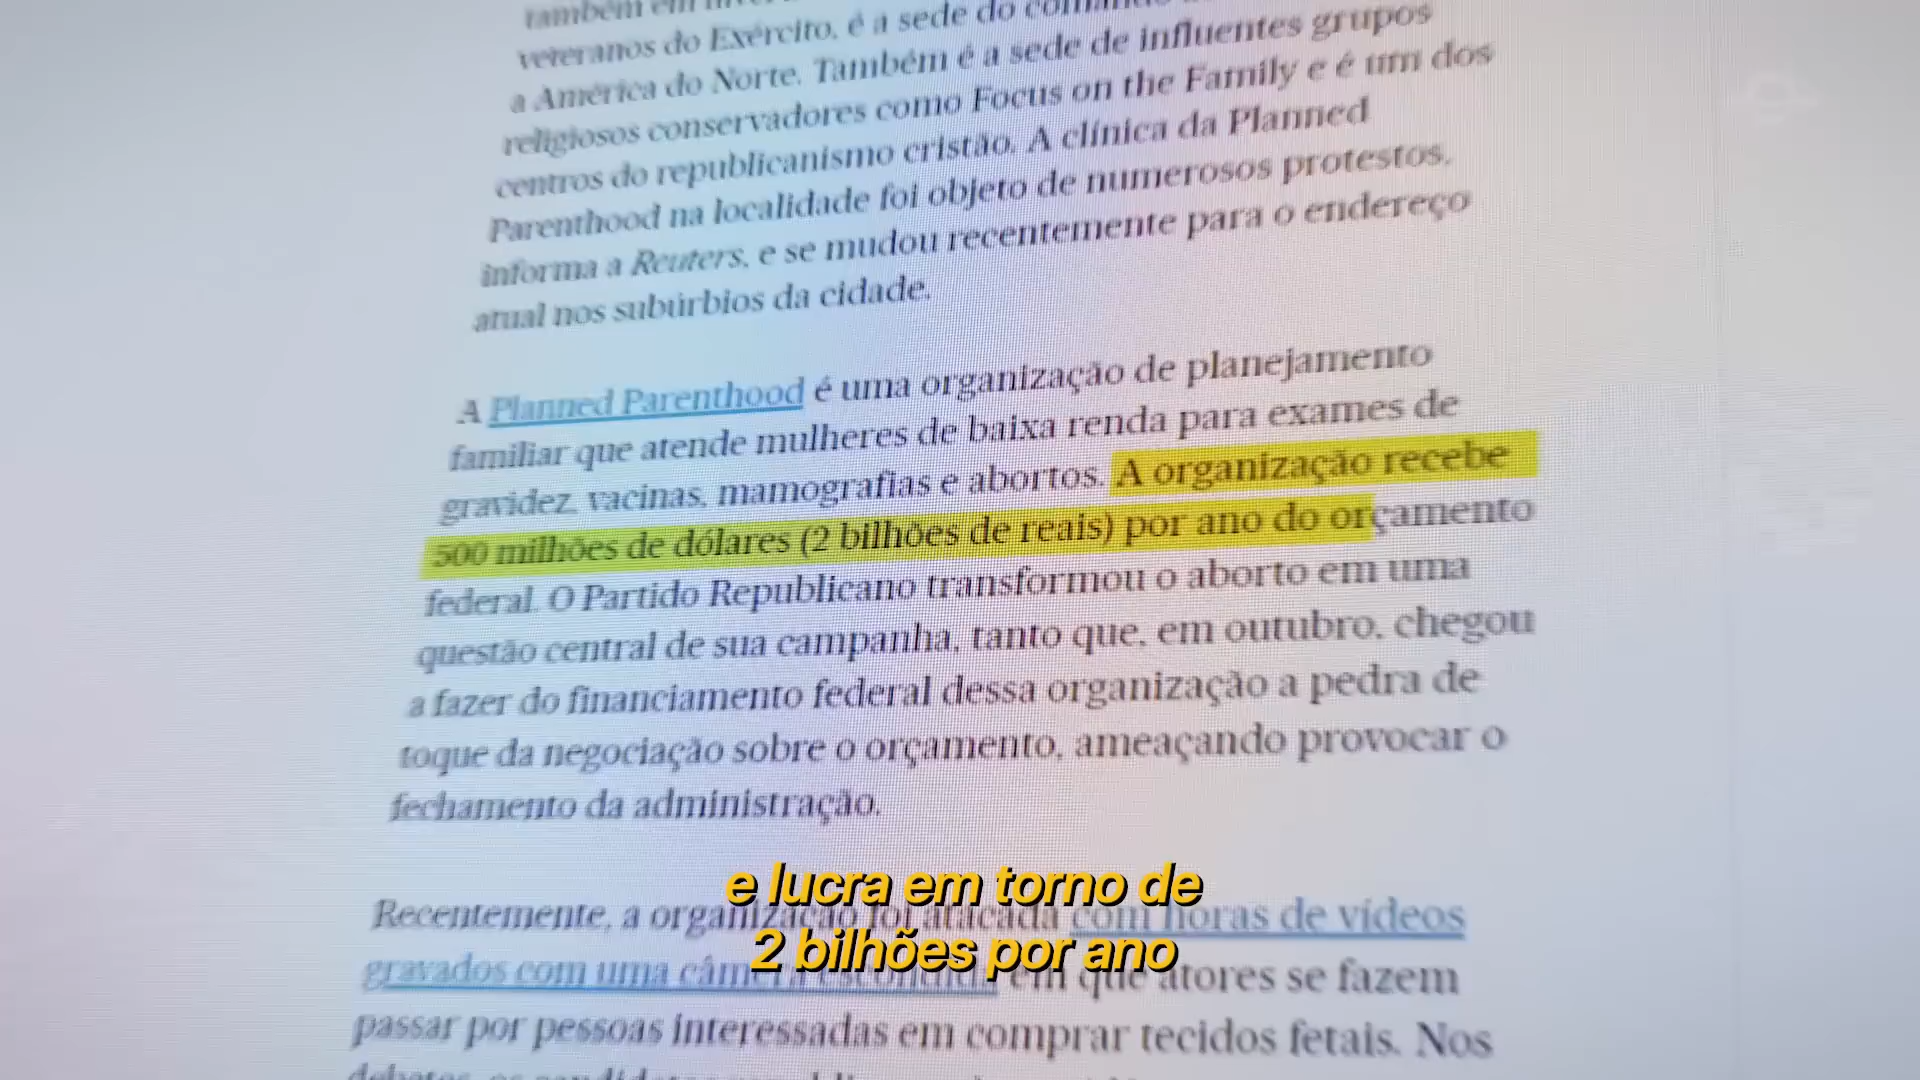 também em
veteranos do Exército, é a sede do
a América do Norte. Também é a sede de influentes grupos
religiosos conservadores como Focus on the Family e é um dos
centros do republicanismo cristão. A clínica da Planned
Parenthood na localidade foi objeto de numerosos protestos,
informa a Reuters, e se mudou recentemente para o endereço
atual nos subúrbios da cidade.
A Planned Parenthood é uma organização de planejamento
familiar que atende mulheres de baixa renda para exames de
gravidez, vacinas, mamografias e abortos. A organização recebe
500 milhões de dólares (2 bilhões de reais) por ano do orçamento
federal. O Partido Republicano transformou o aborto em uma
questão central de sua campanha, tanto que, em outubro, chegou
a fazer do financiamento federal dessa organização a pedra de
toque da negociação sobre o orçamento, ameaçando provocar o
fechamento da administração.
Recentemente, a organização foi atacada com horas de vídeos
gravados com uma câmera escondida em que atores se fazem
passar por pessoas interessadas em comprar tecidos fetais. Nos
e lucra em torno de
2 bilhões por ano